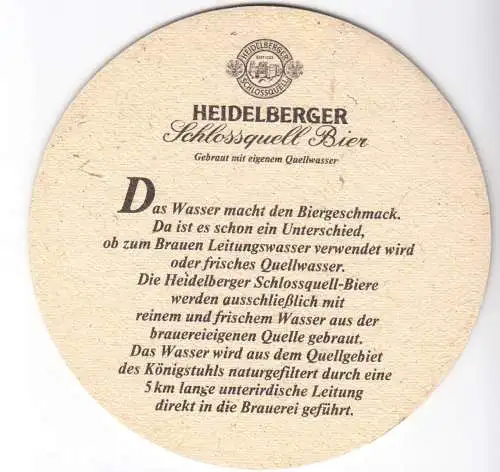 HEIDELBERGER
SCHLOSSQUELL
HEIDELBERGER
Schlossquell Bier
Gebraut mit eigenem Quellwasser
Das Wasser macht den Biergeschmack.
Da ist es schon ein Unterschied,
ob zum Brauen Leitungswasser verwendet wird
oder frisches Quellwasser.
Die Heidelberger Schlossquell-Biere
werden ausschließlich mit
reinem und frischem Wasser aus der
brauereieigenen Quelle gebraut.
Das Wasser wird aus dem Quellgebiet
des Königstuhls naturgefiltert durch eine
5 km lange unterirdische Leitung
direkt in die Brauerei geführt.